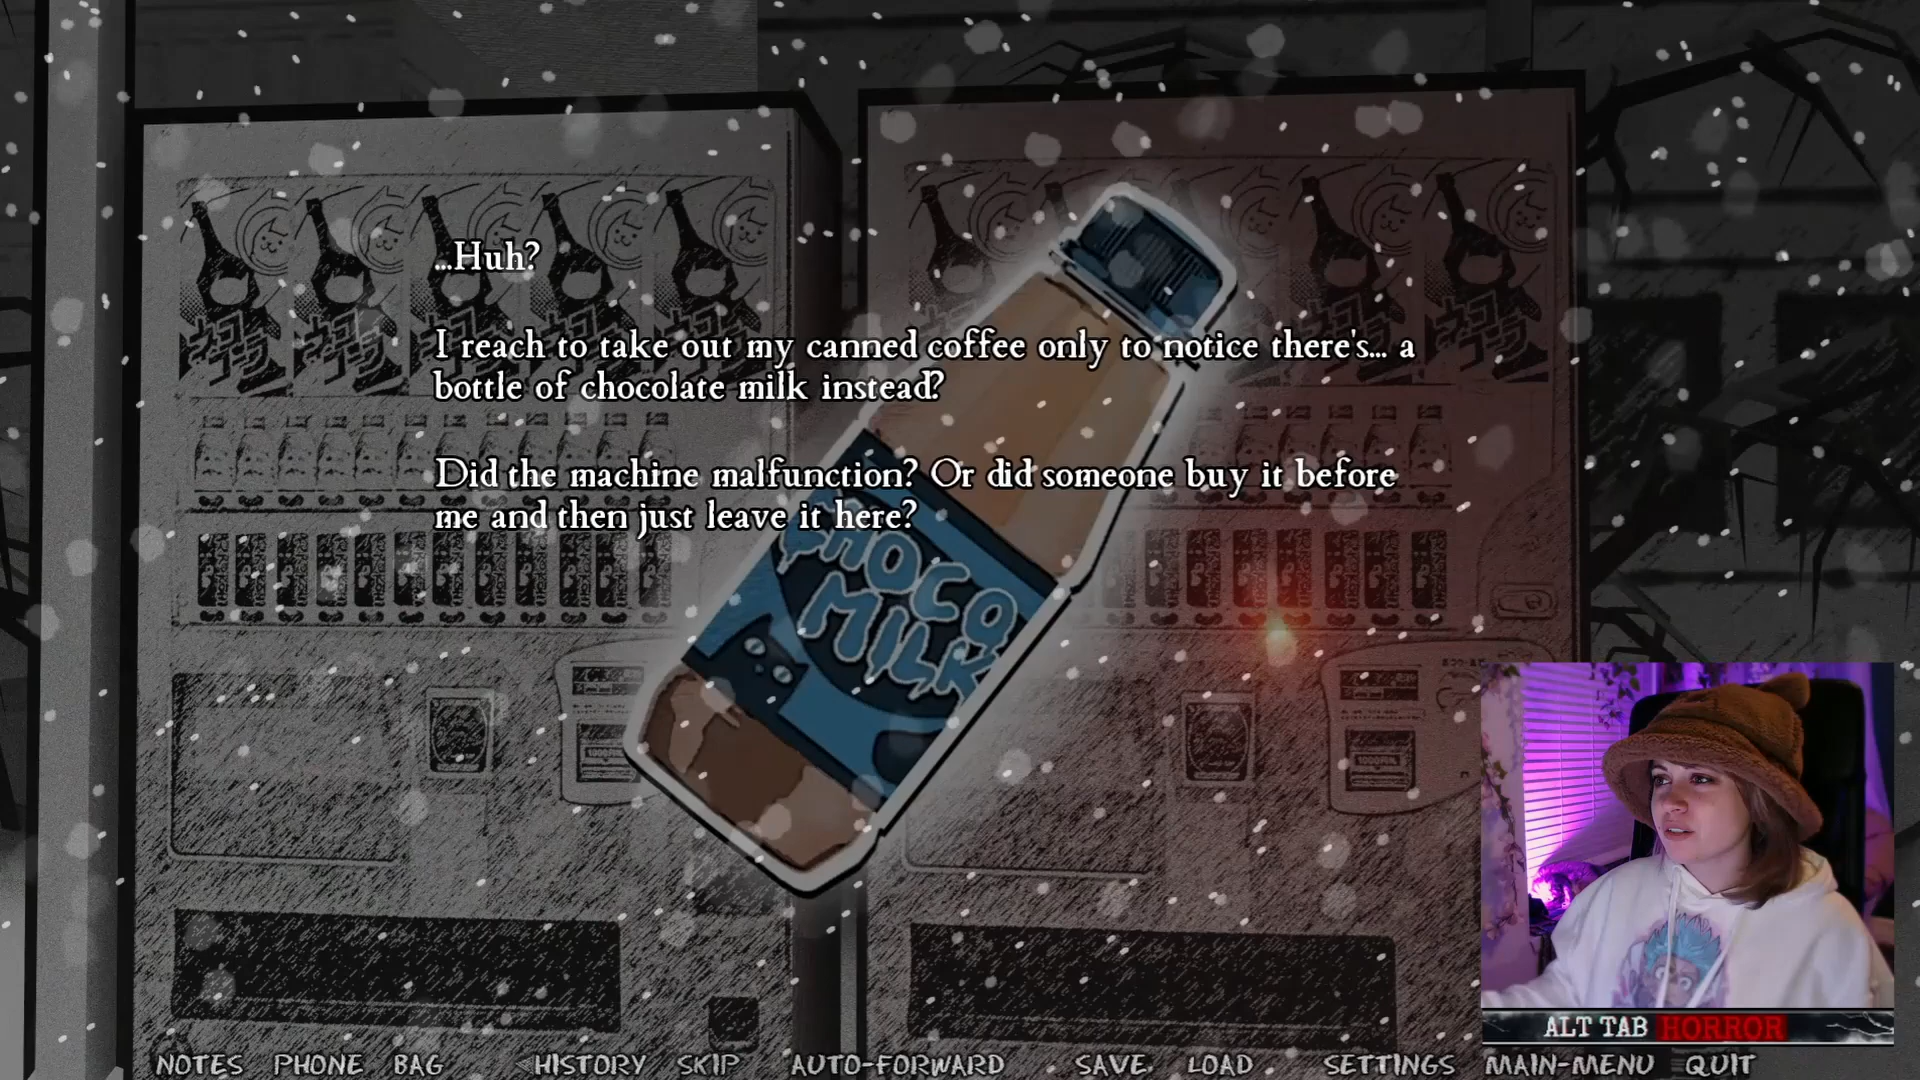 ...Huh?
I reach to take out my canned coffee only to notice there's... a
bottle of chocolate milk instead?
Did the machine malfunction? Or did someone buy it before
me and then just leave it here?
CHOCO
MILK
ALT TAB HORROR
NOTES PHONE BAG HISTORY SKIP AUTO-FORWARD SAVE LOAD SETTINGS MAIN-MENU QUIT